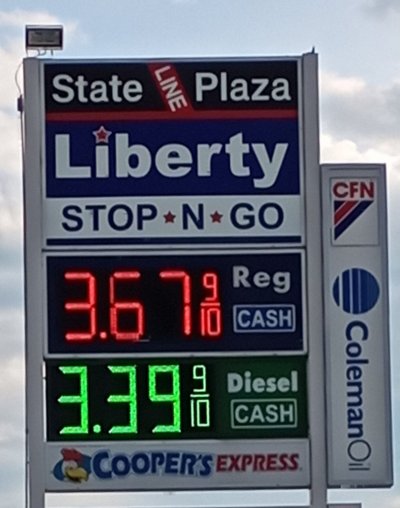 State LINE Plaza
Liberty
STOP N GO
Reg
3.67 9/10
CASH
Diesel
3.39 9/10
CASH
COOPER'S EXPRESS
CFN
Coleman Oil